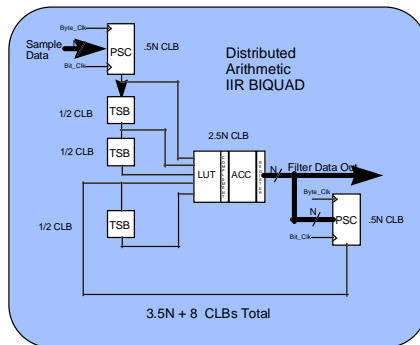 Byte_Clk
Sample
Data
PSC
.5N CLB
Bit_Clk
Distributed
Arithmetic
IIR BIQUAD
1/2 CLB
TSB
1/2 CLB
TSB
2.5N CLB
LUT
COMPLEMENT
ACC
REGISTER
N
Filter Data Out
Byte_Clk
N
PSC
.5N CLB
Bit_Clk
1/2 CLB
TSB
3.5N + 8 CLBs Total